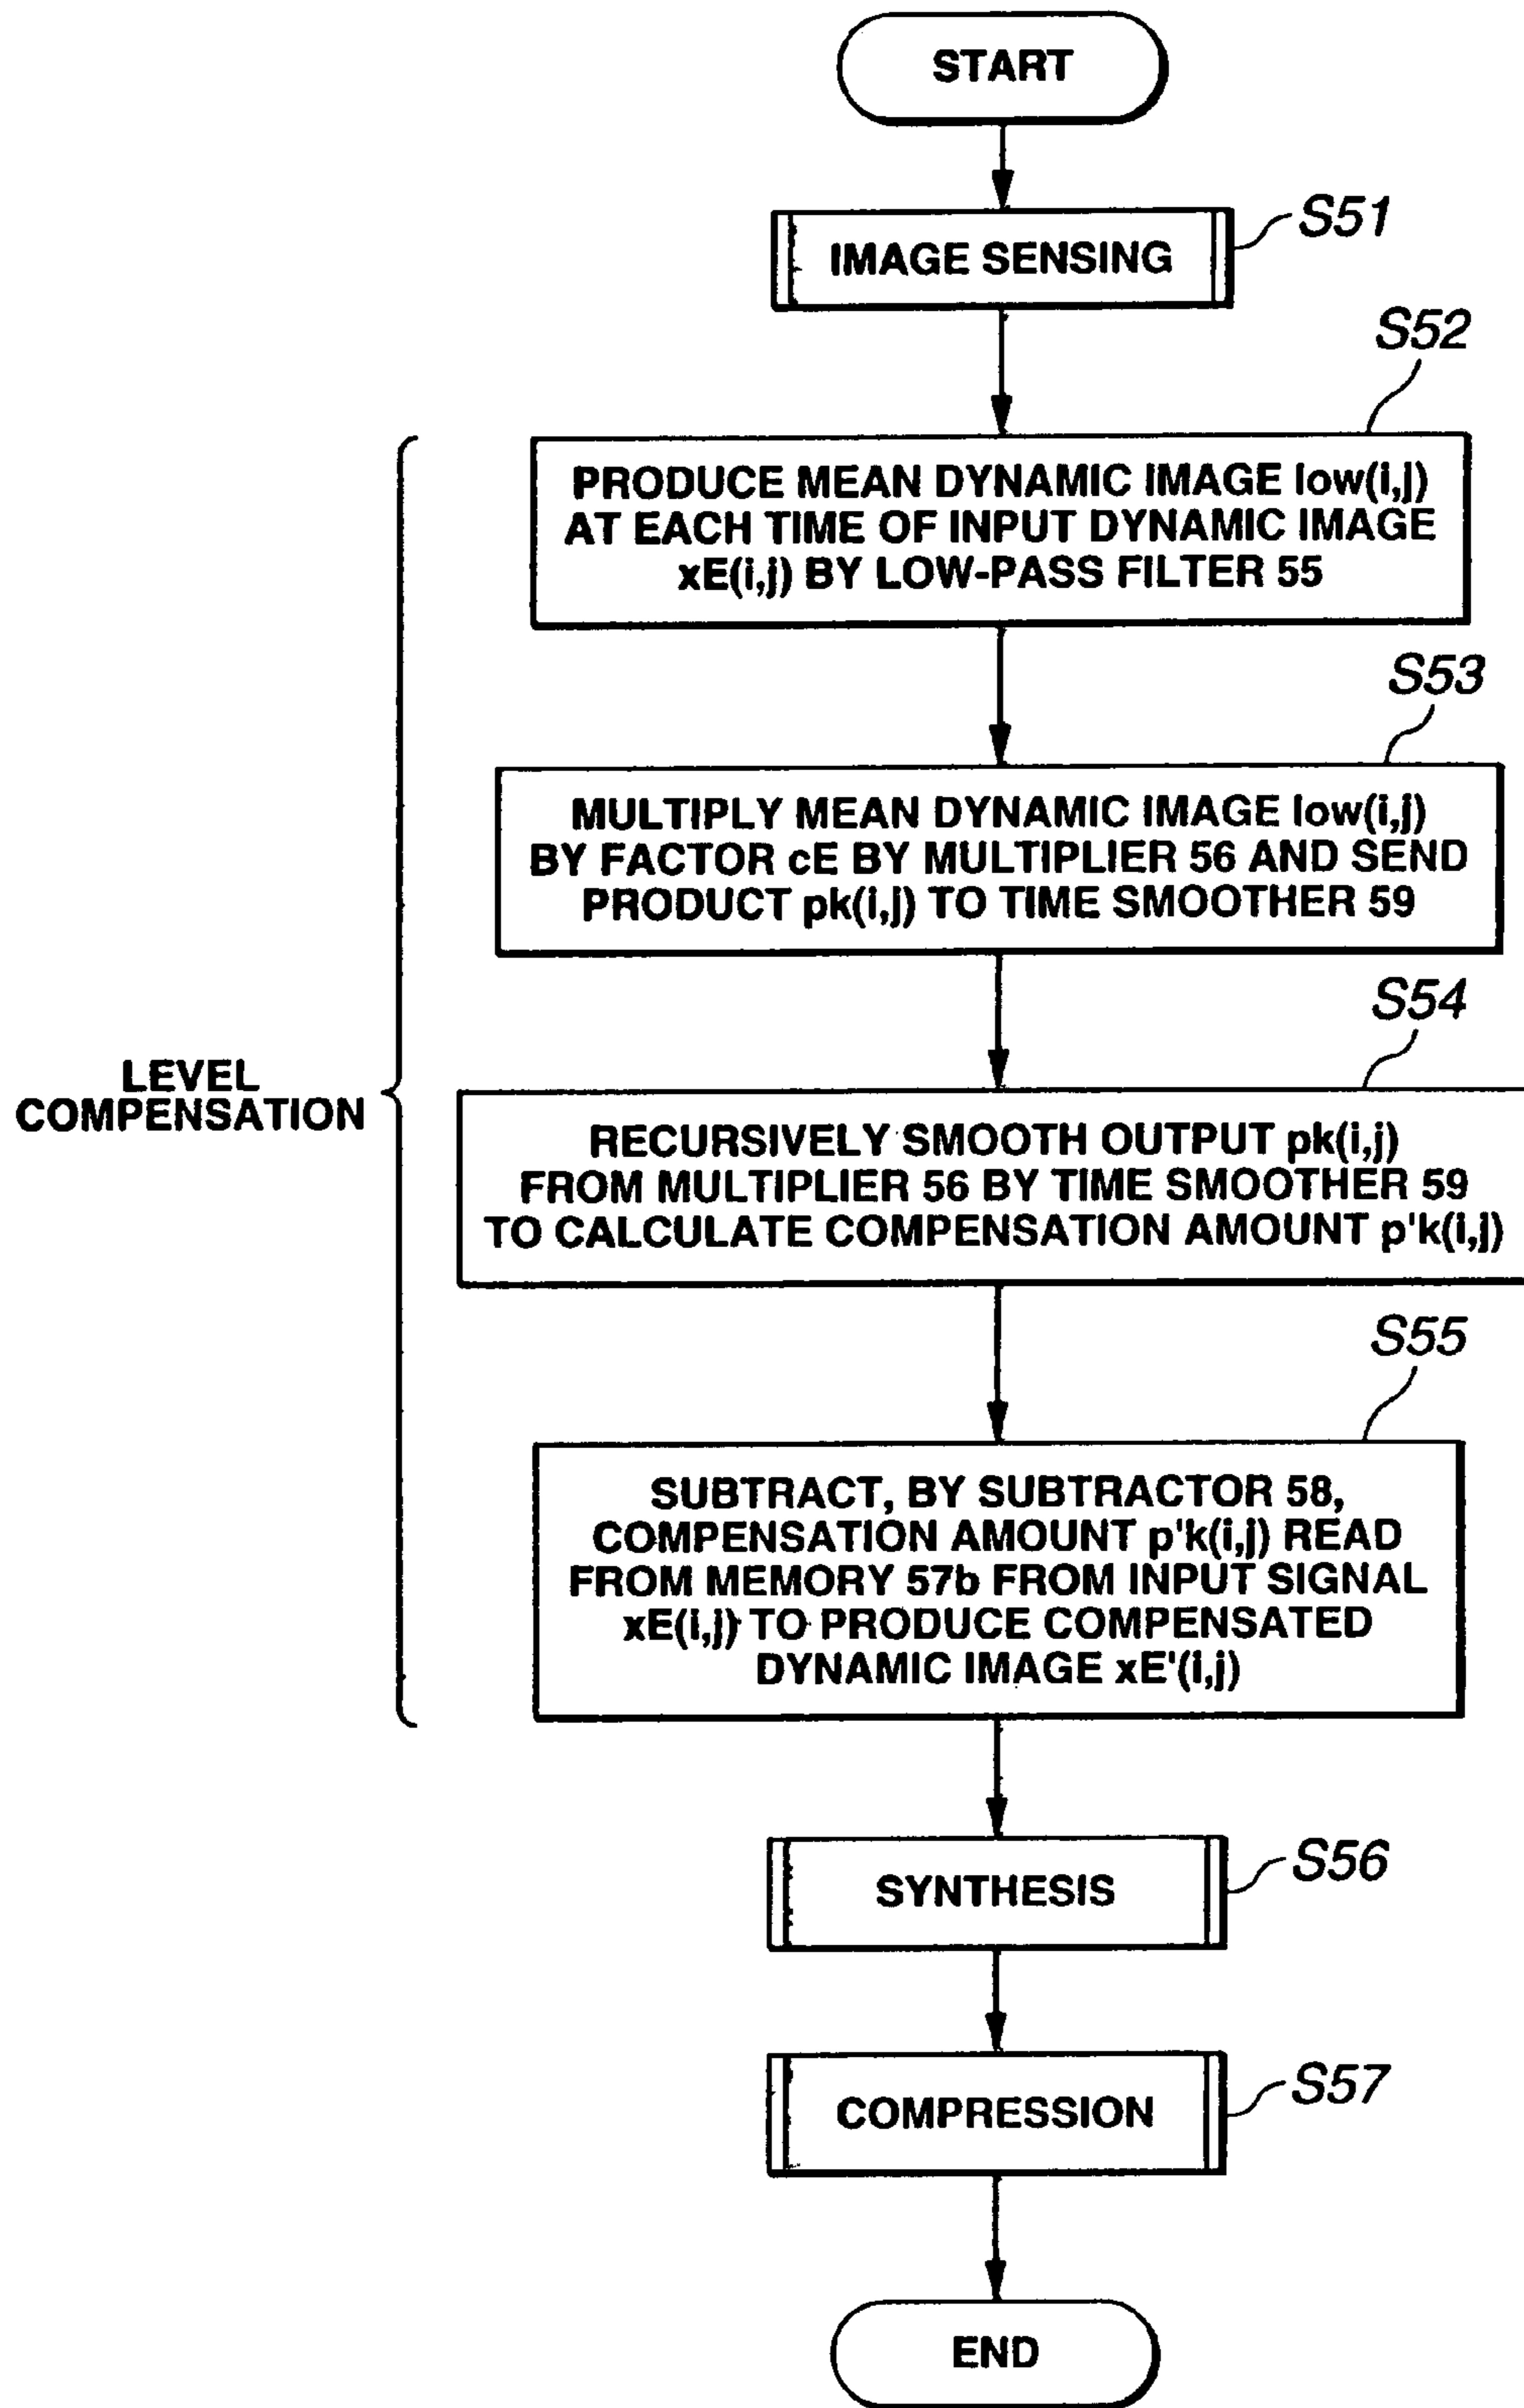 START
IMAGE SENSING
S51
S52
PRODUCE MEAN DYNAMIC IMAGE low(i,j)
AT EACH TIME OF INPUT DYNAMIC IMAGE
xE(i,j) BY LOW-PASS FILTER 55
S53
MULTIPLY MEAN DYNAMIC IMAGE low(i,j)
BY FACTOR cE BY MULTIPLIER 56 AND SEND
PRODUCT pk(i,j) TO TIME SMOOTHER 59
S54
LEVEL
COMPENSATION
RECURSIVELY SMOOTH OUTPUT pk(i,j)
FROM MULTIPLIER 56 BY TIME SMOOTHER 59
TO CALCULATE COMPENSATION AMOUNT p'k(i,j)
S55
SUBTRACT, BY SUBTRACTOR 58,
COMPENSATION AMOUNT p'k(i,j) READ
FROM MEMORY 57b FROM INPUT SIGNAL
xE(i,j) TO PRODUCE COMPENSATED
DYNAMIC IMAGE xE'(i,j)
SYNTHESIS
S56
COMPRESSION
S57
END